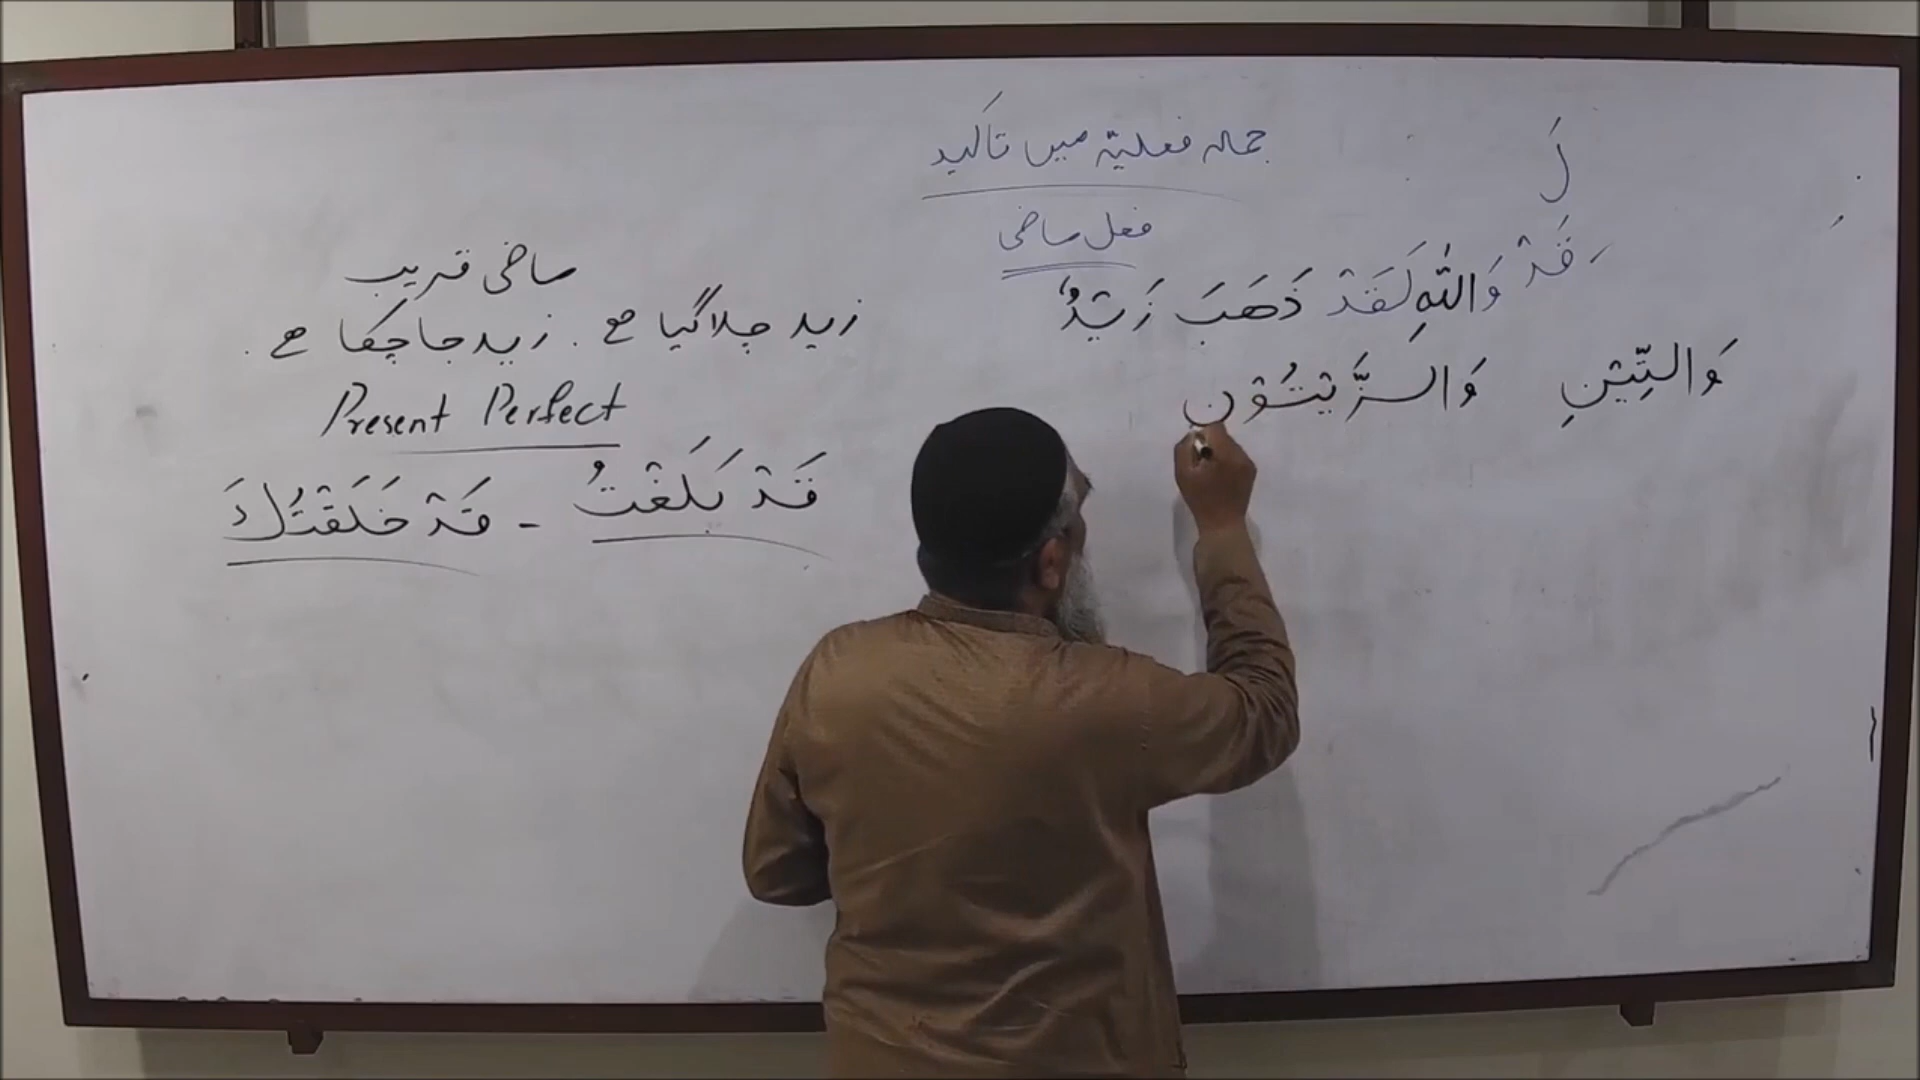 جملہ فعلیّہ میں تاکید
فعل ماضی
لَ
قَدْ وَاللّٰهِ لَقَدْ ذَهَبَ زَيْدٌ
وَالتِّيْنِ وَالزَّيْتُوْنِ
ماضی قریب
زید چلا گیا ہے . زید جا چکا ہے .
Present Perfect
قَدْ بَلَغْتُ - قَدْ خَلَقْتُكَ